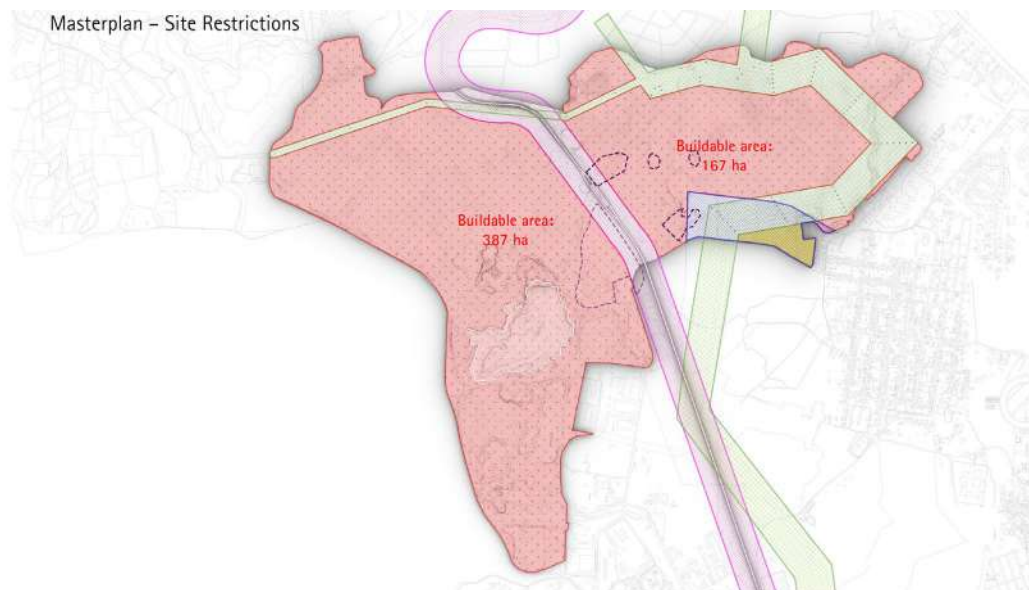 Masterplan – Site Restrictions
Buildable area:
167 ha
Buildable area:
387 ha